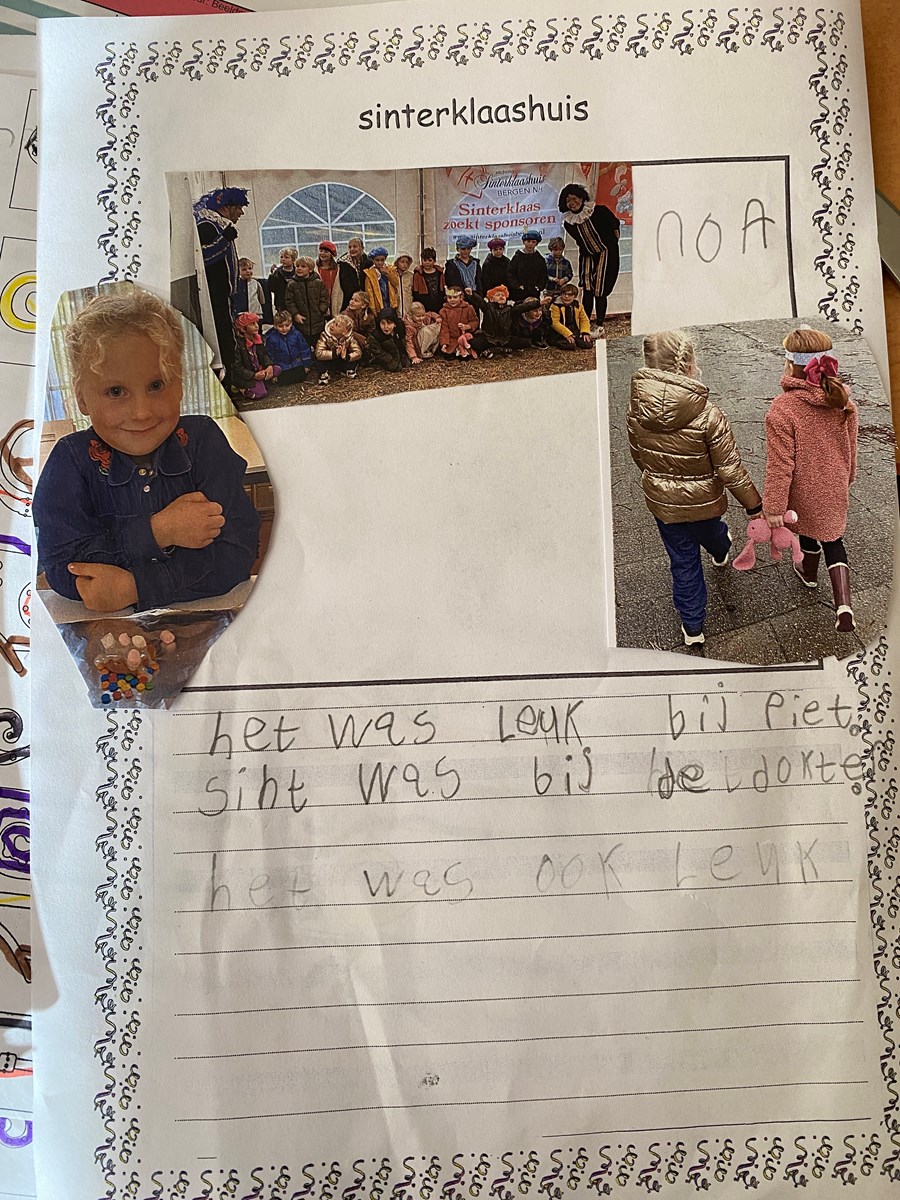 sinterklaashuis
Sinterklaashuis
BERGEN NH
Sinterklaas
zoekt sponsoren
nOA
het was Leuk bij Piet.
sint was bij de dokte.
het was ook Leuk